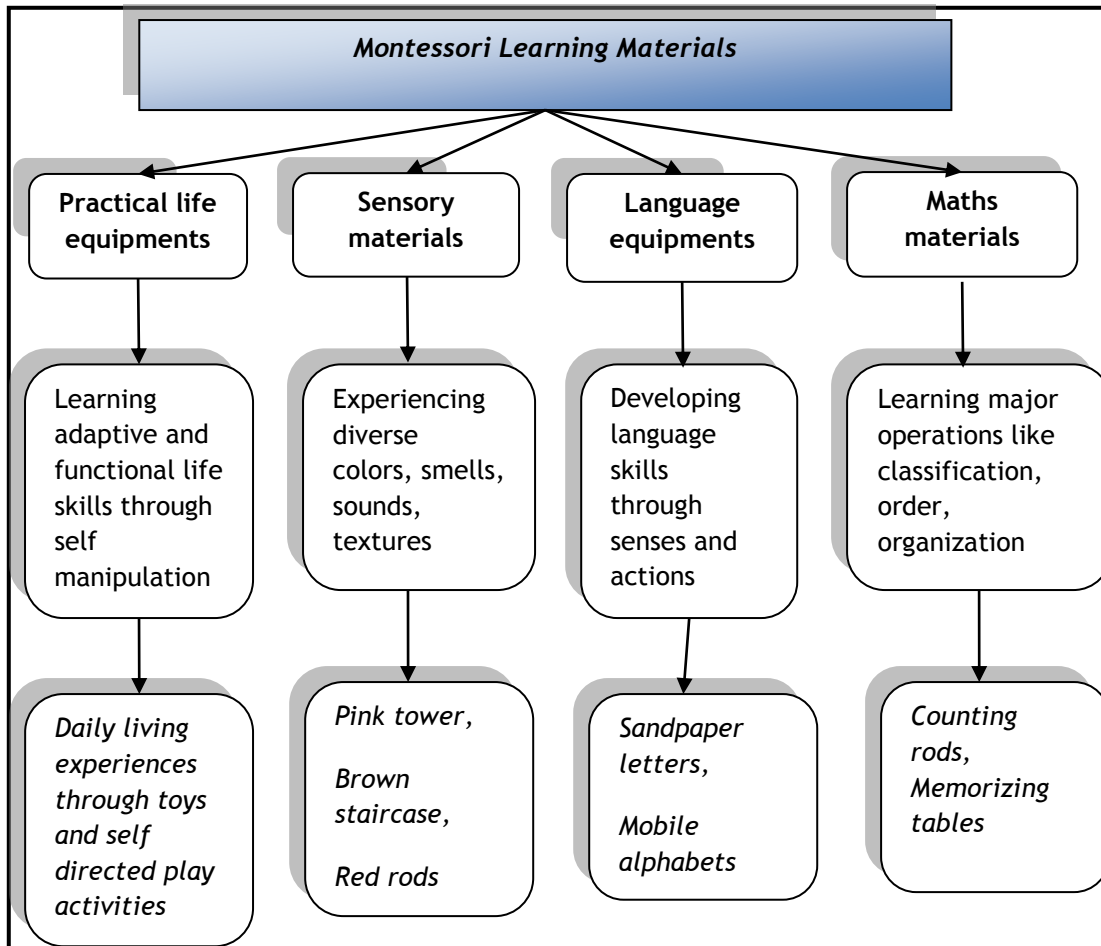 Montessori Learning Materials
Practical life
equipments
Sensory
materials
Language
equipments
Maths
materials
Learning
adaptive and
functional life
skills through
self
manipulation
Experiencing
diverse
colors, smells,
sounds,
textures
Developing
language
skills
through
senses and
actions
Learning major
operations like
classification,
order,
organization
Daily living
experiences
through toys
and self
directed play
activities
Pink tower,
Brown
staircase,
Red rods
Sandpaper
letters,
Mobile
alphabets
Counting
rods,
Memorizing
tables